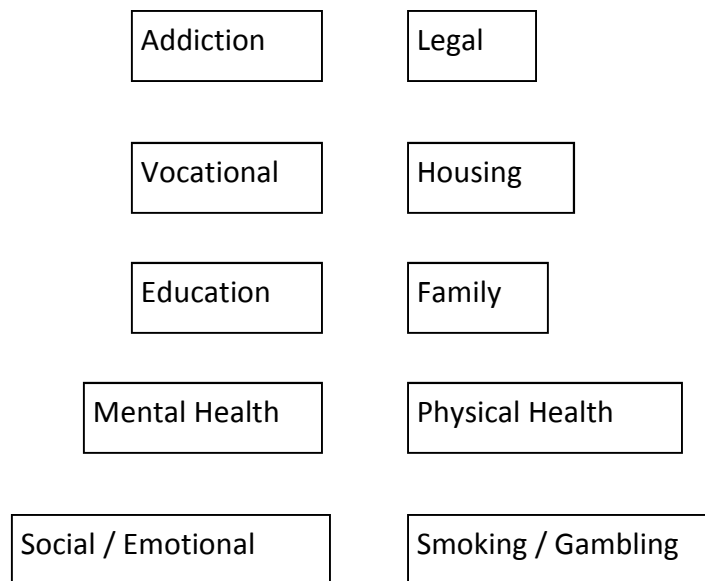 Addiction
Legal
Vocational
Housing
Education
Family
Mental Health
Physical Health
Social / Emotional
Smoking / Gambling